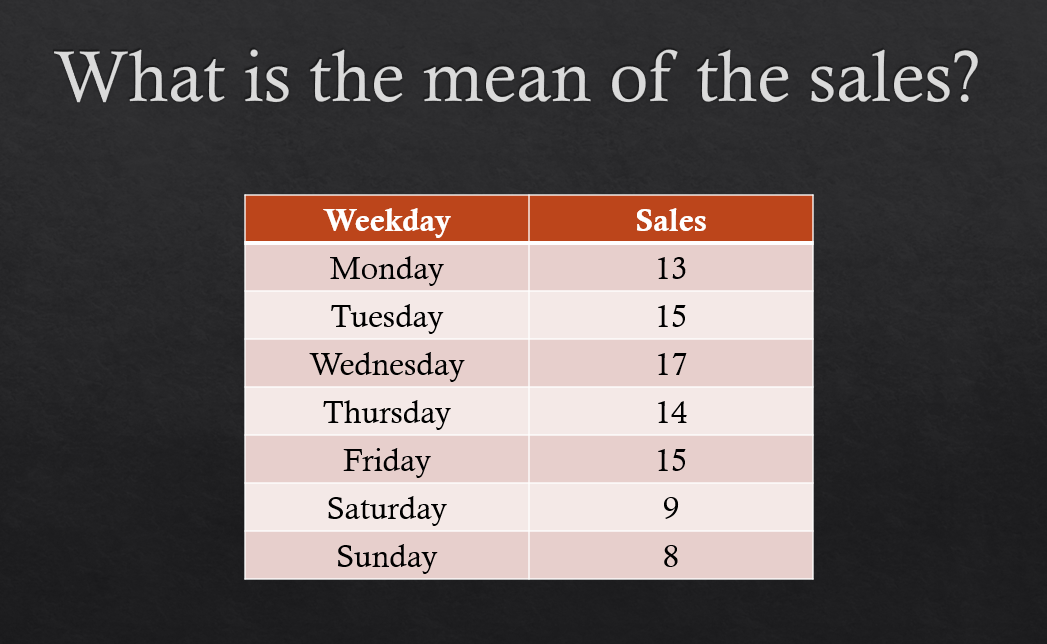 What is the mean of the sales?
Weekday Sales
Monday 13
Tuesday 15
Wednesday 17
Thursday 14
Friday 15
Saturday 9
Sunday 8